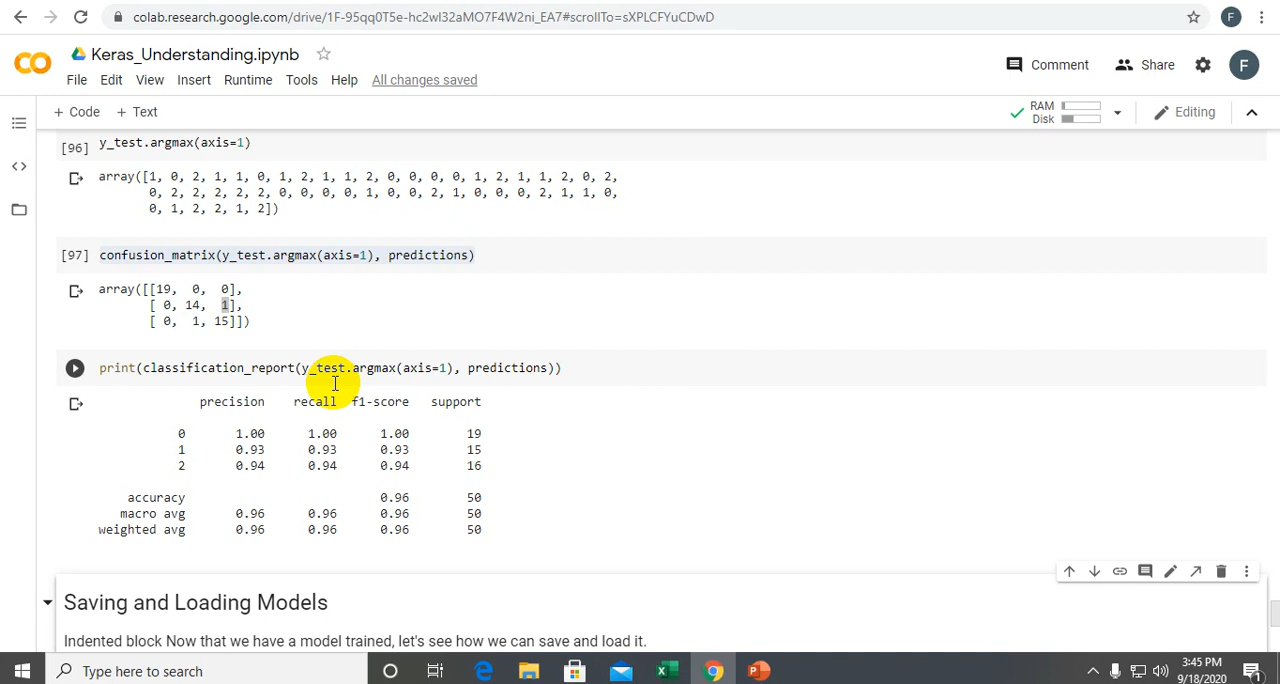 colab.research.google.com/drive/1F-95qq0T5e-hc2wI32aMO7F4W2ni_EA7#scrollTo=sXPLCFYuCDwD
F
CO
Keras_Understanding.ipynb
File Edit View Insert Runtime Tools Help All changes saved
Comment
Share
F
+ Code + Text
RAM
Disk
Editing
[96] y_test.argmax(axis=1)
array([1, 0, 2, 1, 1, 0, 1, 2, 1, 1, 2, 0, 0, 0, 0, 1, 2, 1, 1, 2, 0, 2,
0, 2, 2, 2, 2, 2, 0, 0, 0, 0, 1, 0, 0, 2, 1, 0, 0, 0, 2, 1, 1, 0,
0, 1, 2, 2, 1, 2])
[97] confusion_matrix(y_test.argmax(axis=1), predictions)
array([[19, 0, 0],
[ 0, 14, 1],
[ 0, 1, 15]])
print(classification_report(y_test.argmax(axis=1), predictions))
precision recall f1-score support
0 1.00 1.00 1.00 19
1 0.93 0.93 0.93 15
2 0.94 0.94 0.94 16
accuracy 0.96 50
macro avg 0.96 0.96 0.96 50
weighted avg 0.96 0.96 0.96 50
Saving and Loading Models
Indented block Now that we have a model trained, let's see how we can save and load it.
Type here to search
3:45 PM
9/18/2020
1